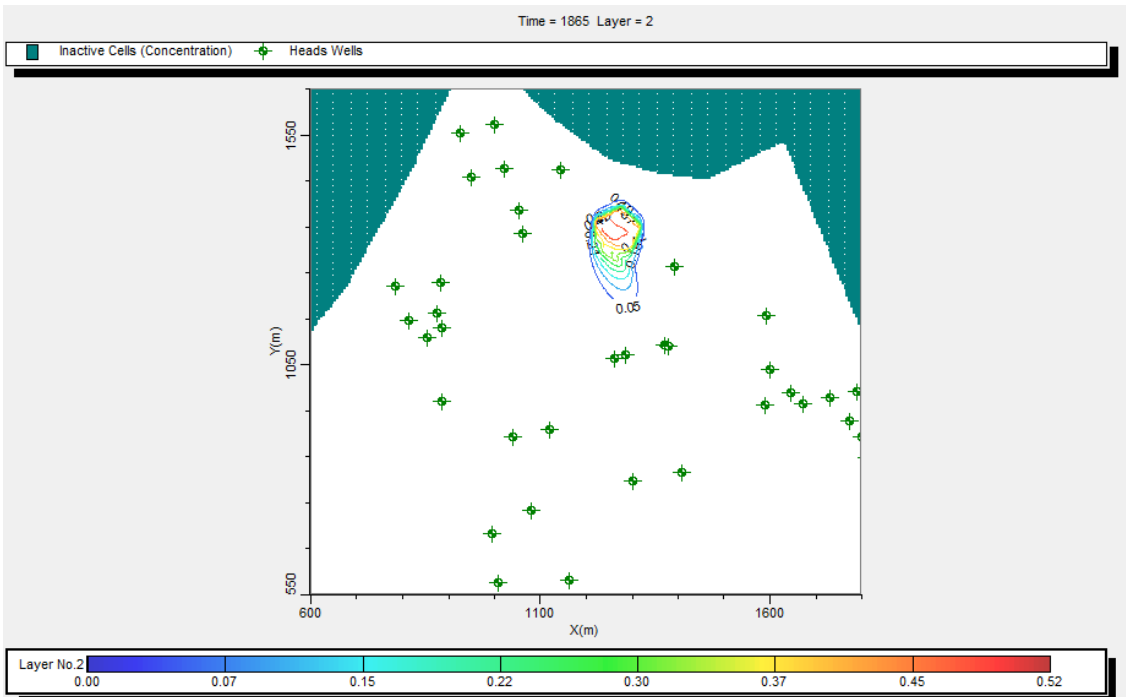 Time = 1865 Layer = 2
Inactive Cells (Concentration) Heads Wells
1550
1050
550
Y(m)
0.05
600 1100 1600
X(m)
Layer No.2
0.00 0.07 0.15 0.22 0.30 0.37 0.45 0.52